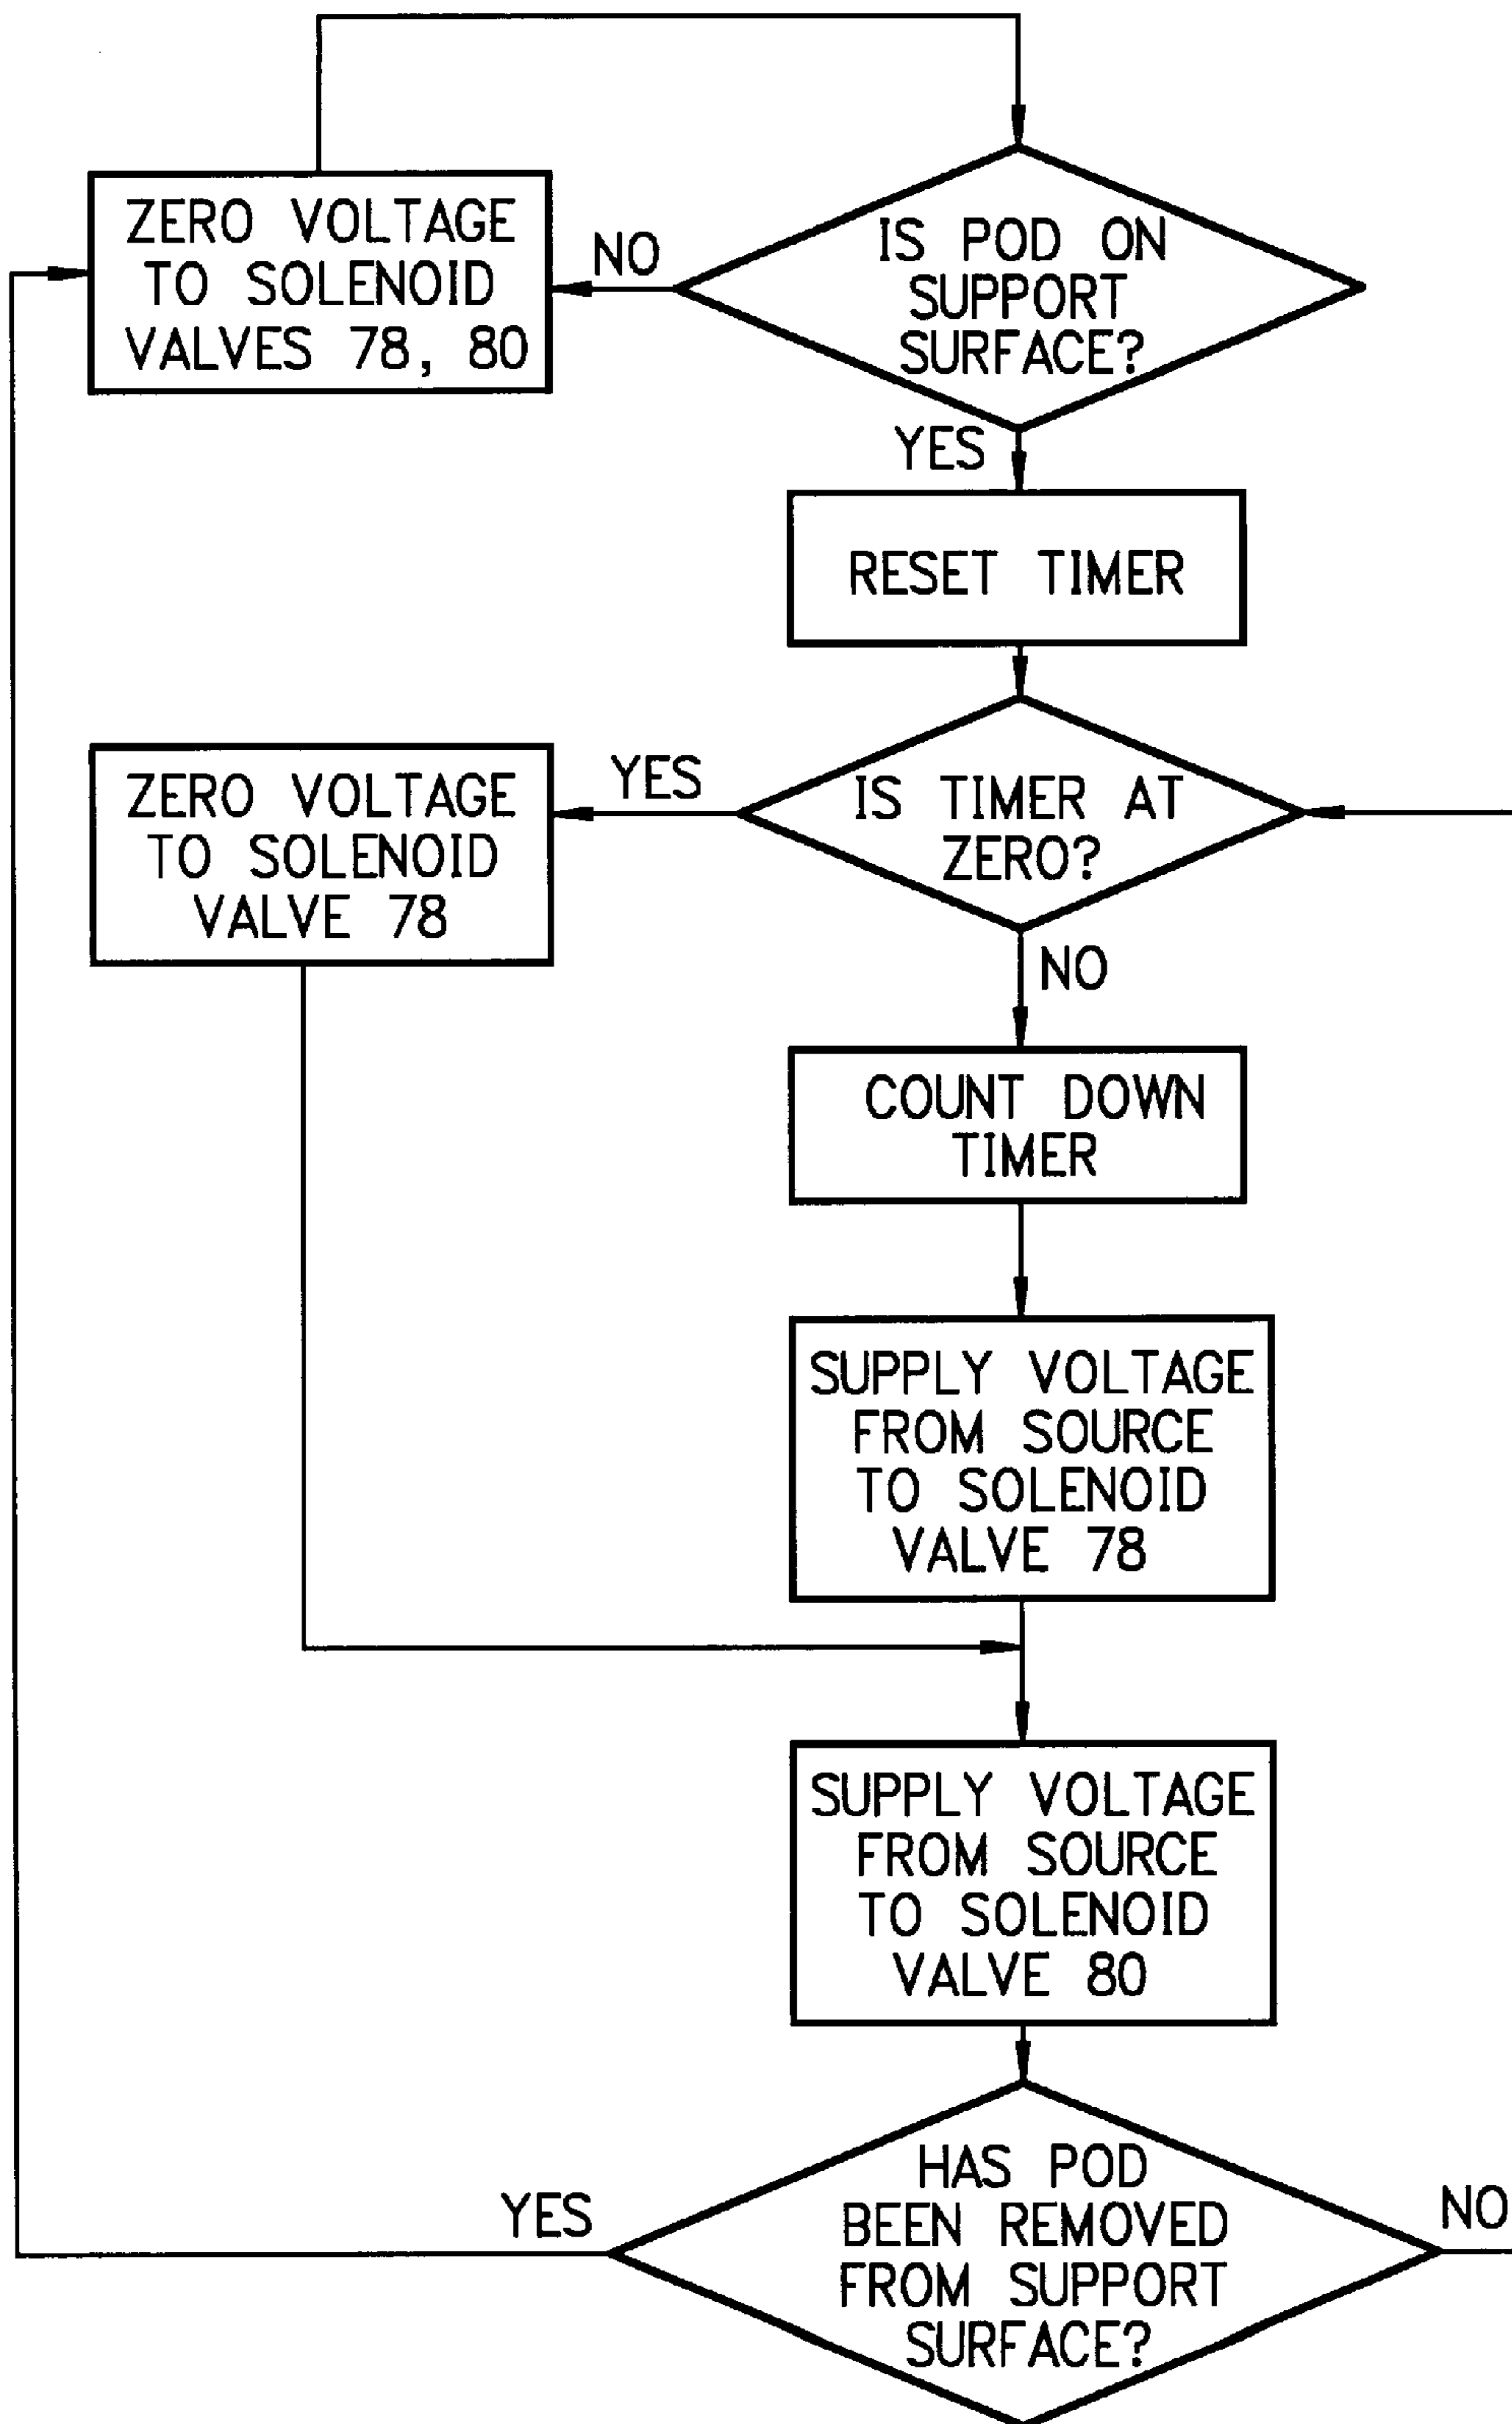 ZERO VOLTAGE
TO SOLENOID
VALVES 78, 80
NO
IS POD ON
SUPPORT
SURFACE?
YES
RESET TIMER
ZERO VOLTAGE
TO SOLENOID
VALVE 78
YES
IS TIMER AT
ZERO?
NO
COUNT DOWN
TIMER
SUPPLY VOLTAGE
FROM SOURCE
TO SOLENOID
VALVE 78
SUPPLY VOLTAGE
FROM SOURCE
TO SOLENOID
VALVE 80
YES
HAS POD
BEEN REMOVED
FROM SUPPORT
SURFACE?
NO